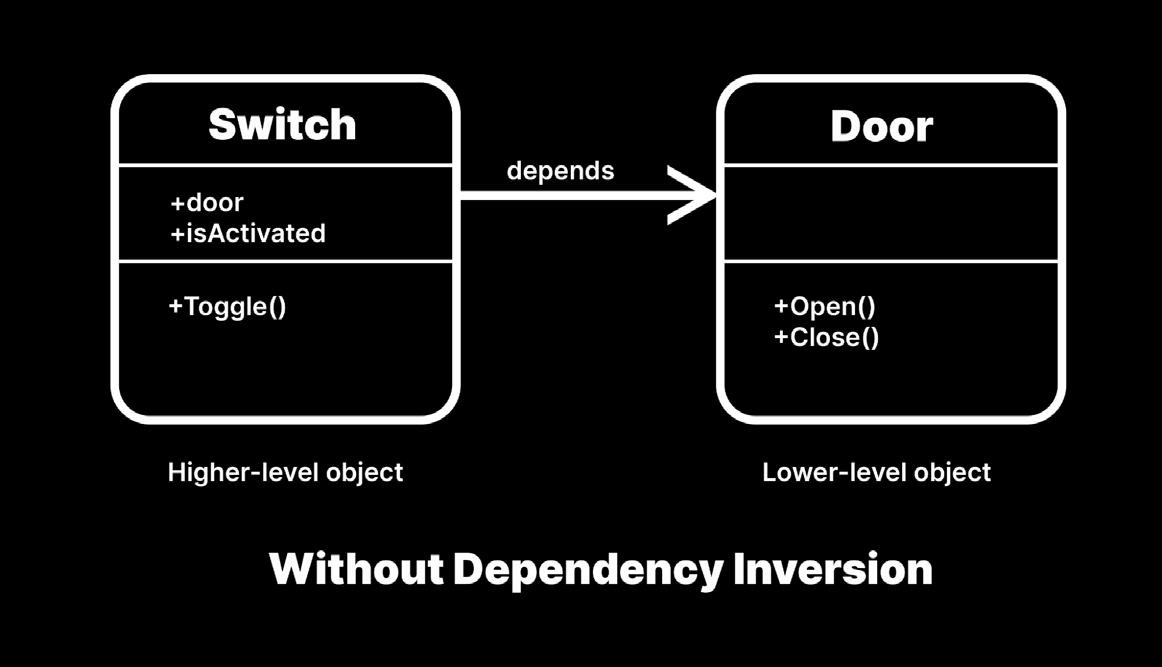 Switch
+door
+isActivated
+Toggle()
depends
Door
+Open()
+Close()
Higher-level object
Lower-level object
Without Dependency Inversion